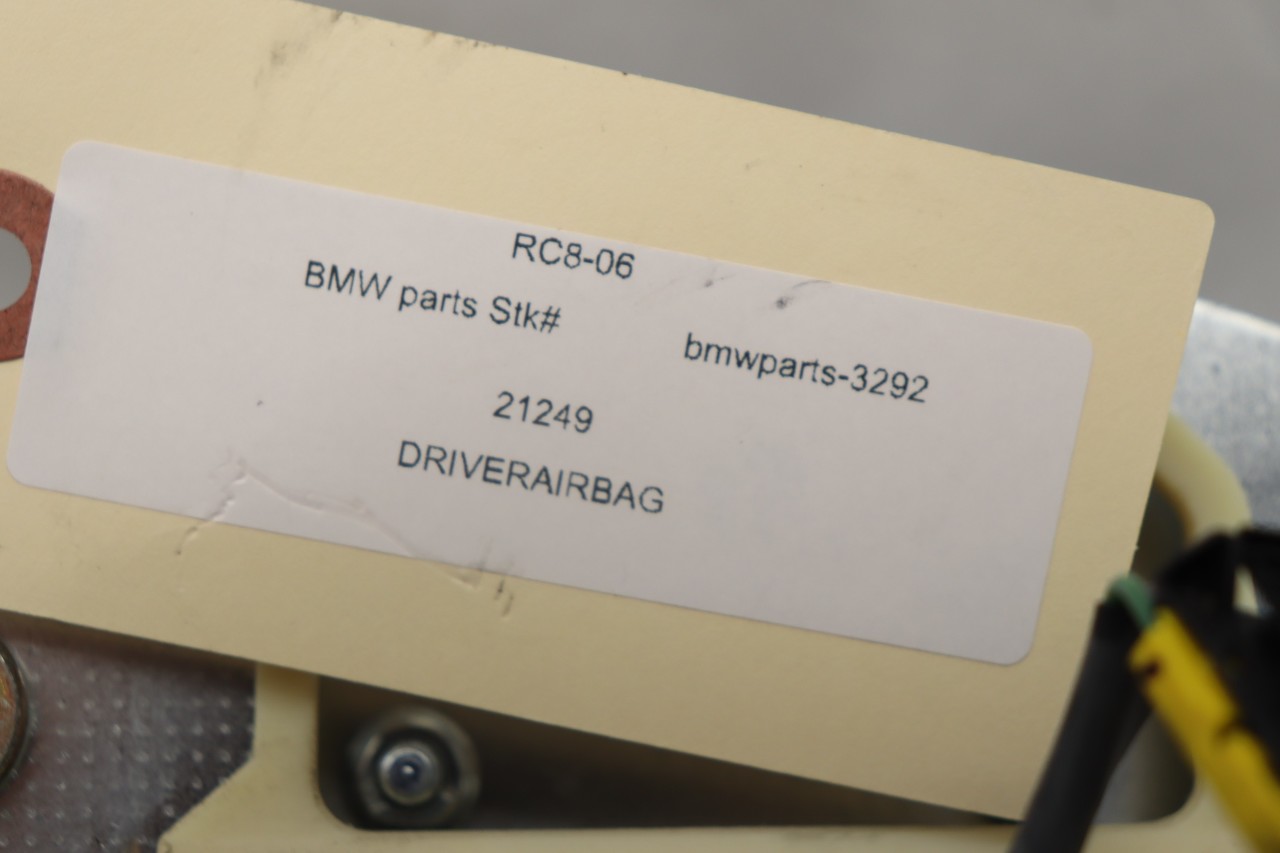 RC8-06
BMW parts Stk# bmwparts-3292
21249
DRIVERAIRBAG